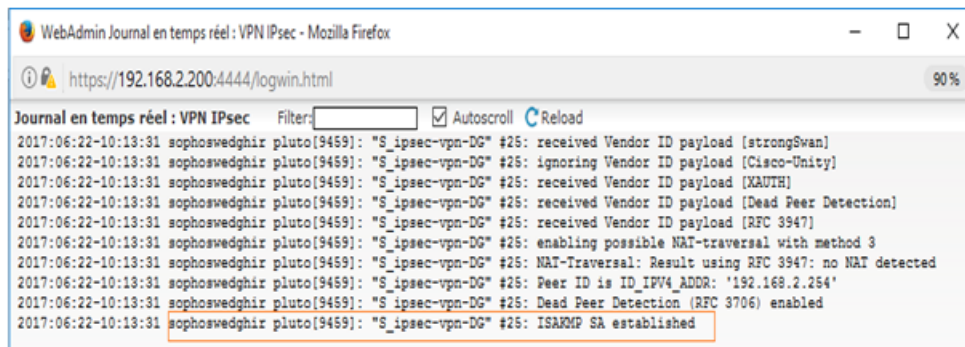 WebAdmin Journal en temps réel : VPN IPsec - Mozilla Firefox
https://192.168.2.200:4444/logwin.html 90 %
Journal en temps réel : VPN IPsec Filter: Autoscroll Reload
2017:06:22-10:13:31 sophoswedghir pluto[9459]: "S_ipsec-vpn-DG" #25: received Vendor ID payload [strongSwan]
2017:06:22-10:13:31 sophoswedghir pluto[9459]: "S_ipsec-vpn-DG" #25: ignoring Vendor ID payload [Cisco-Unity]
2017:06:22-10:13:31 sophoswedghir pluto[9459]: "S_ipsec-vpn-DG" #25: received Vendor ID payload [XAUTH]
2017:06:22-10:13:31 sophoswedghir pluto[9459]: "S_ipsec-vpn-DG" #25: received Vendor ID payload [Dead Peer Detection]
2017:06:22-10:13:31 sophoswedghir pluto[9459]: "S_ipsec-vpn-DG" #25: received Vendor ID payload [RFC 3947]
2017:06:22-10:13:31 sophoswedghir pluto[9459]: "S_ipsec-vpn-DG" #25: enabling possible NAT-traversal with method 3
2017:06:22-10:13:31 sophoswedghir pluto[9459]: "S_ipsec-vpn-DG" #25: NAT-Traversal: Result using RFC 3947: no NAT detected
2017:06:22-10:13:31 sophoswedghir pluto[9459]: "S_ipsec-vpn-DG" #25: Peer ID is ID_IPV4_ADDR: '192.168.2.254'
2017:06:22-10:13:31 sophoswedghir pluto[9459]: "S_ipsec-vpn-DG" #25: Dead Peer Detection (RFC 3706) enabled
2017:06:22-10:13:31 sophoswedghir pluto[9459]: "S_ipsec-vpn-DG" #25: ISAKMP SA established